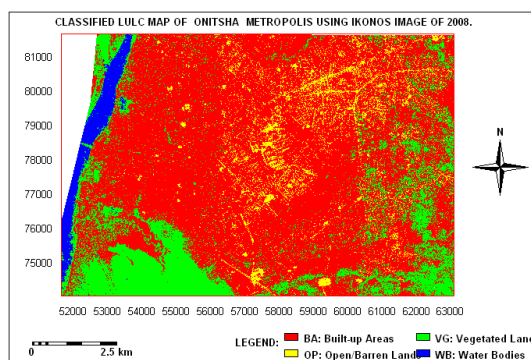 CLASSIFIED LULC MAP OF ONITSHA METROPOLIS USING IKONOS IMAGE OF 2008.
81000
80000
79000
78000
77000
76000
75000
N
52000 53000 54000 55000 56000 57000 58000 59000 60000 61000 62000 63000
0 2.5 km
LEGEND: BA: Built-up Areas VG: Vegetated Lan
OP: Open/Barren Lands WB: Water Bodies